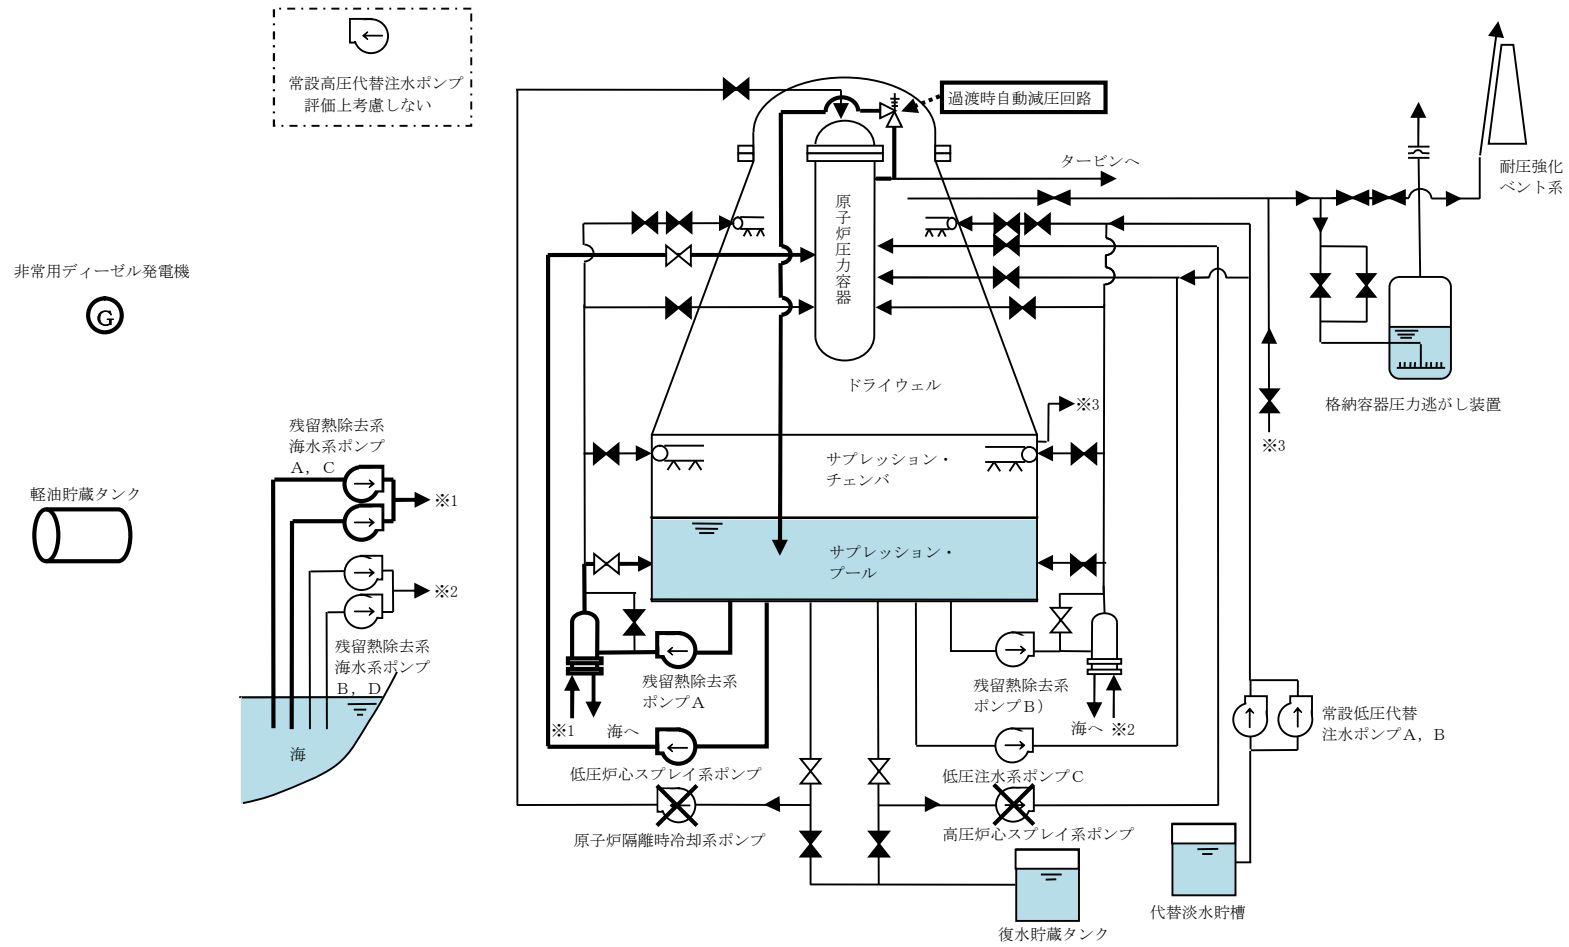 常設高圧代替注水ポンプ
評価上考慮しない
過渡時自動減圧回路
タービンへ
耐圧強化
ベント系
原子炉圧力容器
非常用ディーゼル発電機
G
ドライウェル
格納容器圧力逃がし装置
※3
※3
残留熱除去系
海水系ポンプ
A，C
※1
軽油貯蔵タンク
サプレッション・
チェンバ
サプレッション・
プール
※2
残留熱除去系
海水系ポンプ
B，D
海
残留熱除去系
ポンプA
※1
海へ
残留熱除去系
ポンプB）
海へ
※2
常設低圧代替
注水ポンプA，B
低圧炉心スプレイ系ポンプ
低圧注水系ポンプC
原子炉隔離時冷却系ポンプ
高圧炉心スプレイ系ポンプ
代替淡水貯槽
復水貯蔵タンク